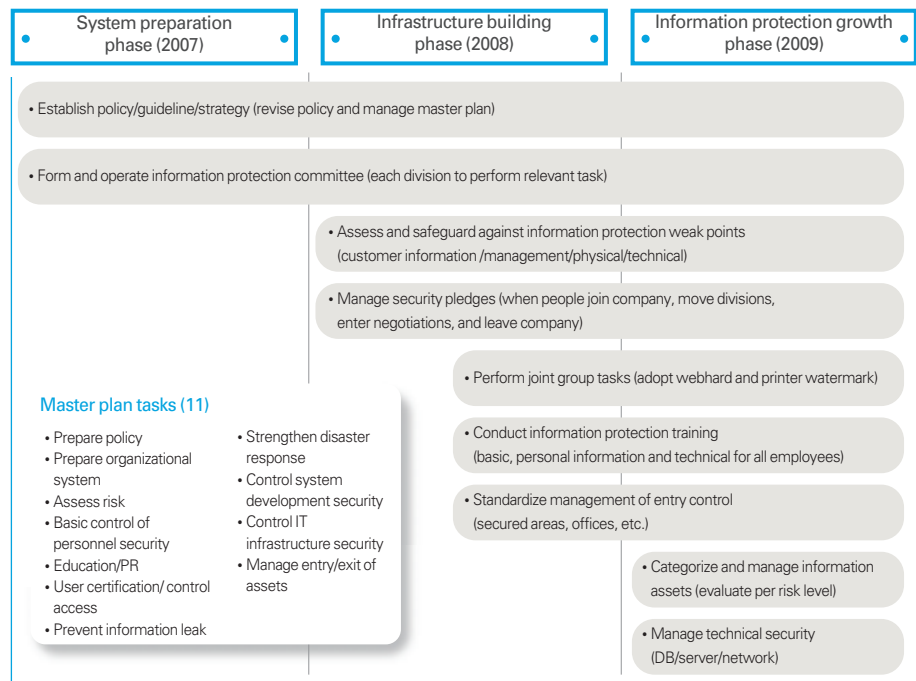 System preparation
phase (2007)
Infrastructure building
phase (2008)
Information protection growth
phase (2009)
• Establish policy/guideline/strategy (revise policy and manage master plan)
• Form and operate information protection committee (each division to perform relevant task)
• Assess and safeguard against information protection weak points
(customer information /management/physical/technical)
• Manage security pledges (when people join company, move divisions,
enter negotiations, and leave company)
• Perform joint group tasks (adopt webhard and printer watermark)
• Conduct information protection training
(basic, personal information and technical for all employees)
• Standardize management of entry control
(secured areas, offices, etc.)
• Categorize and manage information
assets (evaluate per risk level)
• Manage technical security
(DB/server/network)
Master plan tasks (11)
• Prepare policy
• Prepare organizational
system
• Assess risk
• Basic control of
personnel security
• Education/PR
• User certification/ control
access
• Prevent information leak
• Strengthen disaster
response
• Control system
development security
• Control IT
infrastructure security
• Manage entry/exit of
assets